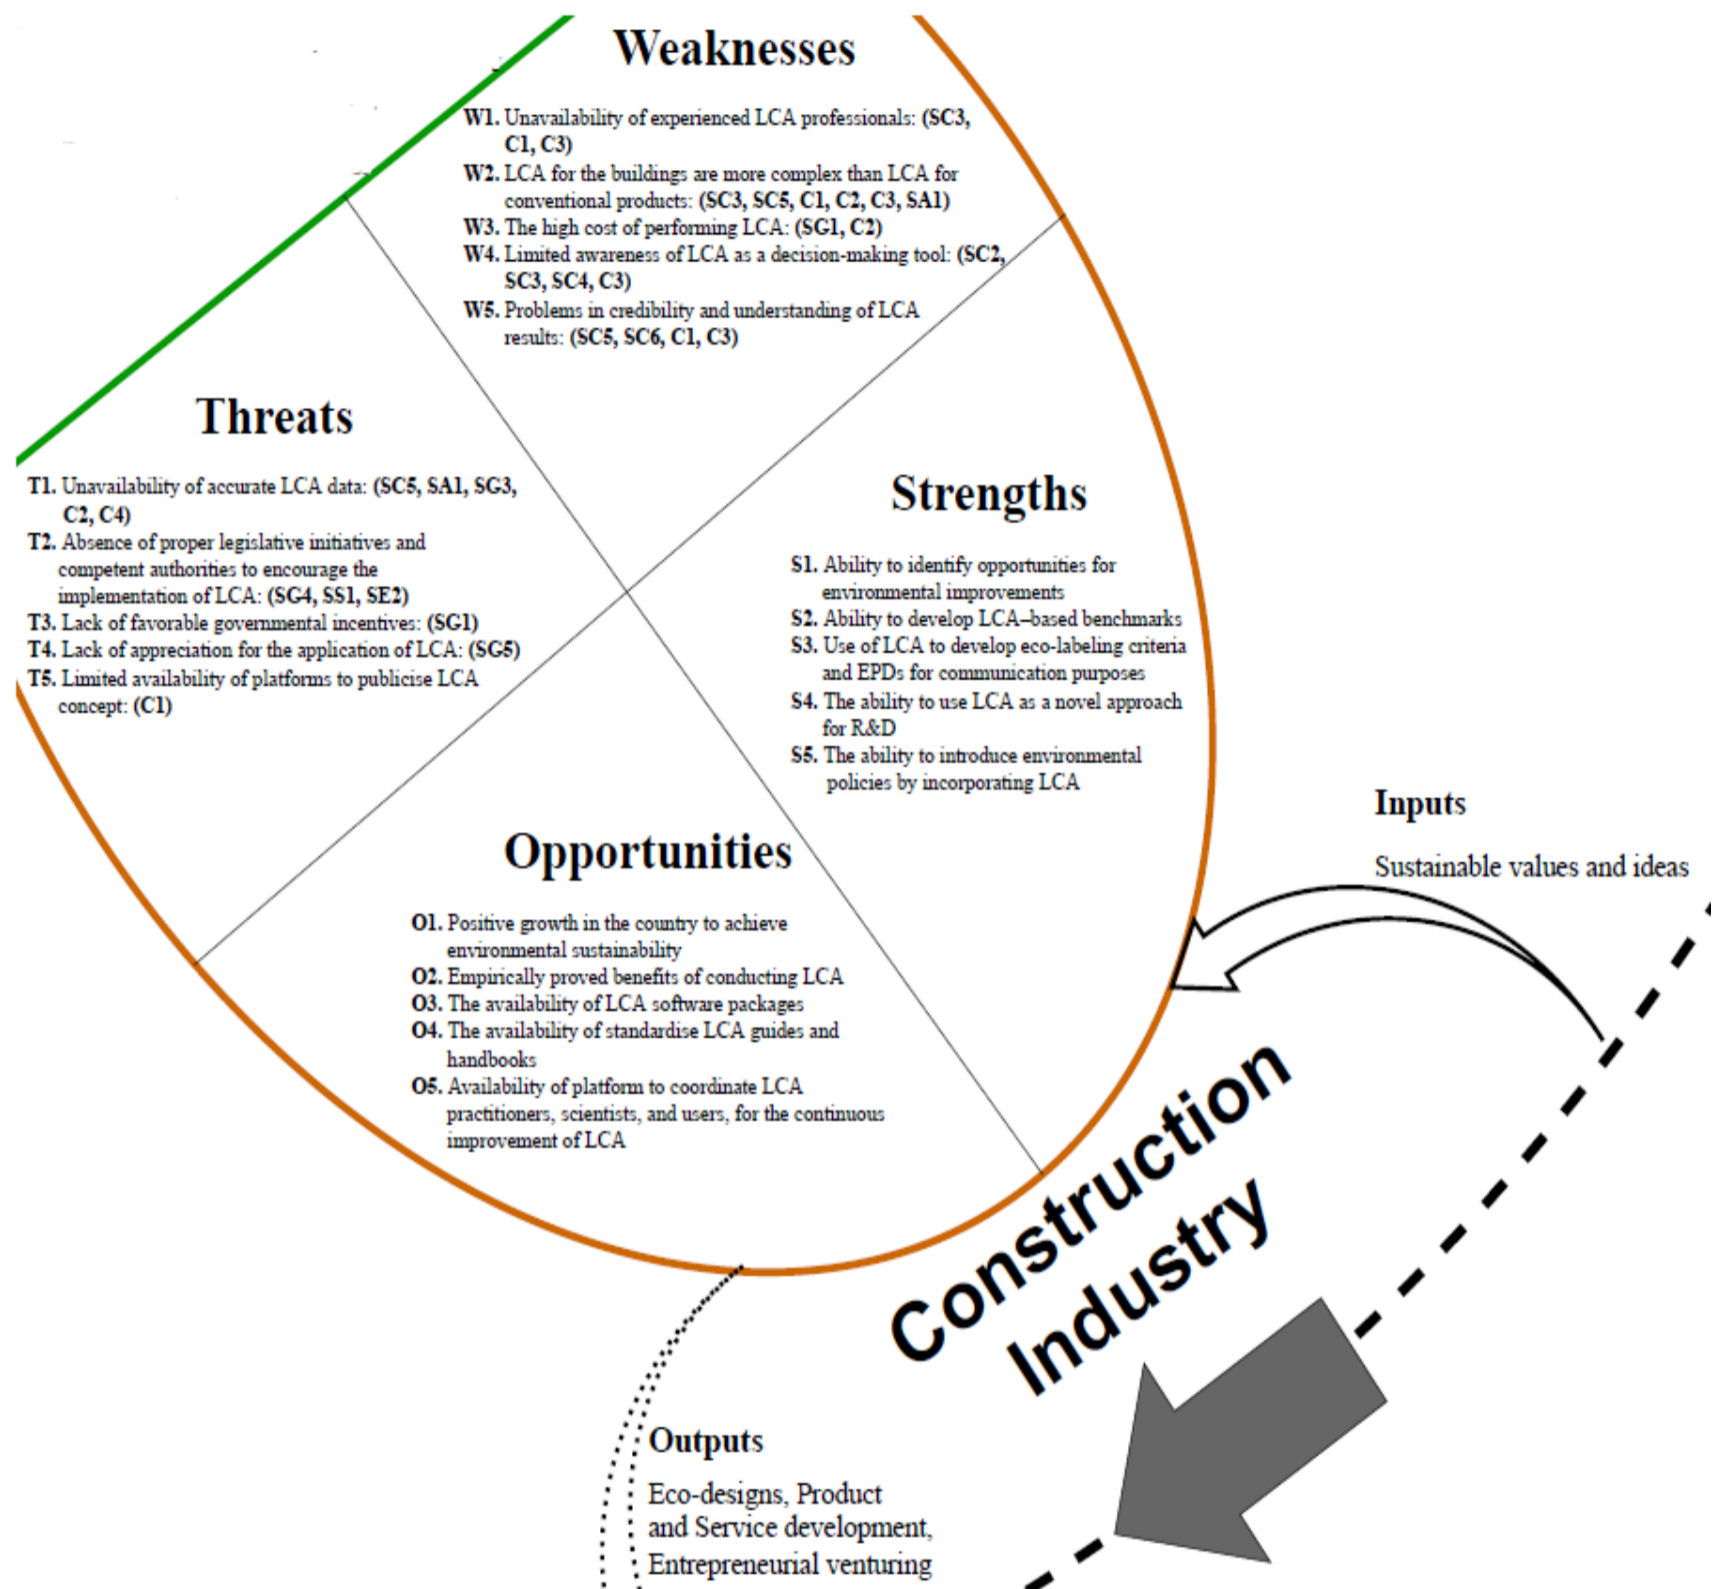 Weaknesses
W1. Unavailability of experienced LCA professionals: (SC3,
C1, C3)
W2. LCA for the buildings are more complex than LCA for
conventional products: (SC3, SC5, C1, C2, C3, SA1)
W3. The high cost of performing LCA: (SG1, C2)
W4. Limited awareness of LCA as a decision-making tool: (SC2,
SC3, SC4, C3)
W5. Problems in credibility and understanding of LCA
results: (SC5, SC6, C1, C3)
Threats
T1. Unavailability of accurate LCA data: (SC5, SA1, SG3,
C2, C4)
T2. Absence of proper legislative initiatives and
competent authorities to encourage the
implementation of LCA: (SG4, SS1, SE2)
T3. Lack of favorable governmental incentives: (SG1)
T4. Lack of appreciation for the application of LCA: (SG5)
T5. Limited availability of platforms to publicise LCA
concept: (C1)
Strengths
S1. Ability to identify opportunities for
environmental improvements
S2. Ability to develop LCA–based benchmarks
S3. Use of LCA to develop eco-labeling criteria
and EPDs for communication purposes
S4. The ability to use LCA as a novel approach
for R&D
S5. The ability to introduce environmental
policies by incorporating LCA
Opportunities
O1. Positive growth in the country to achieve
environmental sustainability
O2. Empirically proved benefits of conducting LCA
O3. The availability of LCA software packages
O4. The availability of standardise LCA guides and
handbooks
O5. Availability of platform to coordinate LCA
practitioners, scientists, and users, for the continuous
improvement of LCA
Inputs
Sustainable values and ideas
Construction
Industry
Outputs
Eco-designs, Product
and Service development,
Entrepreneurial venturing